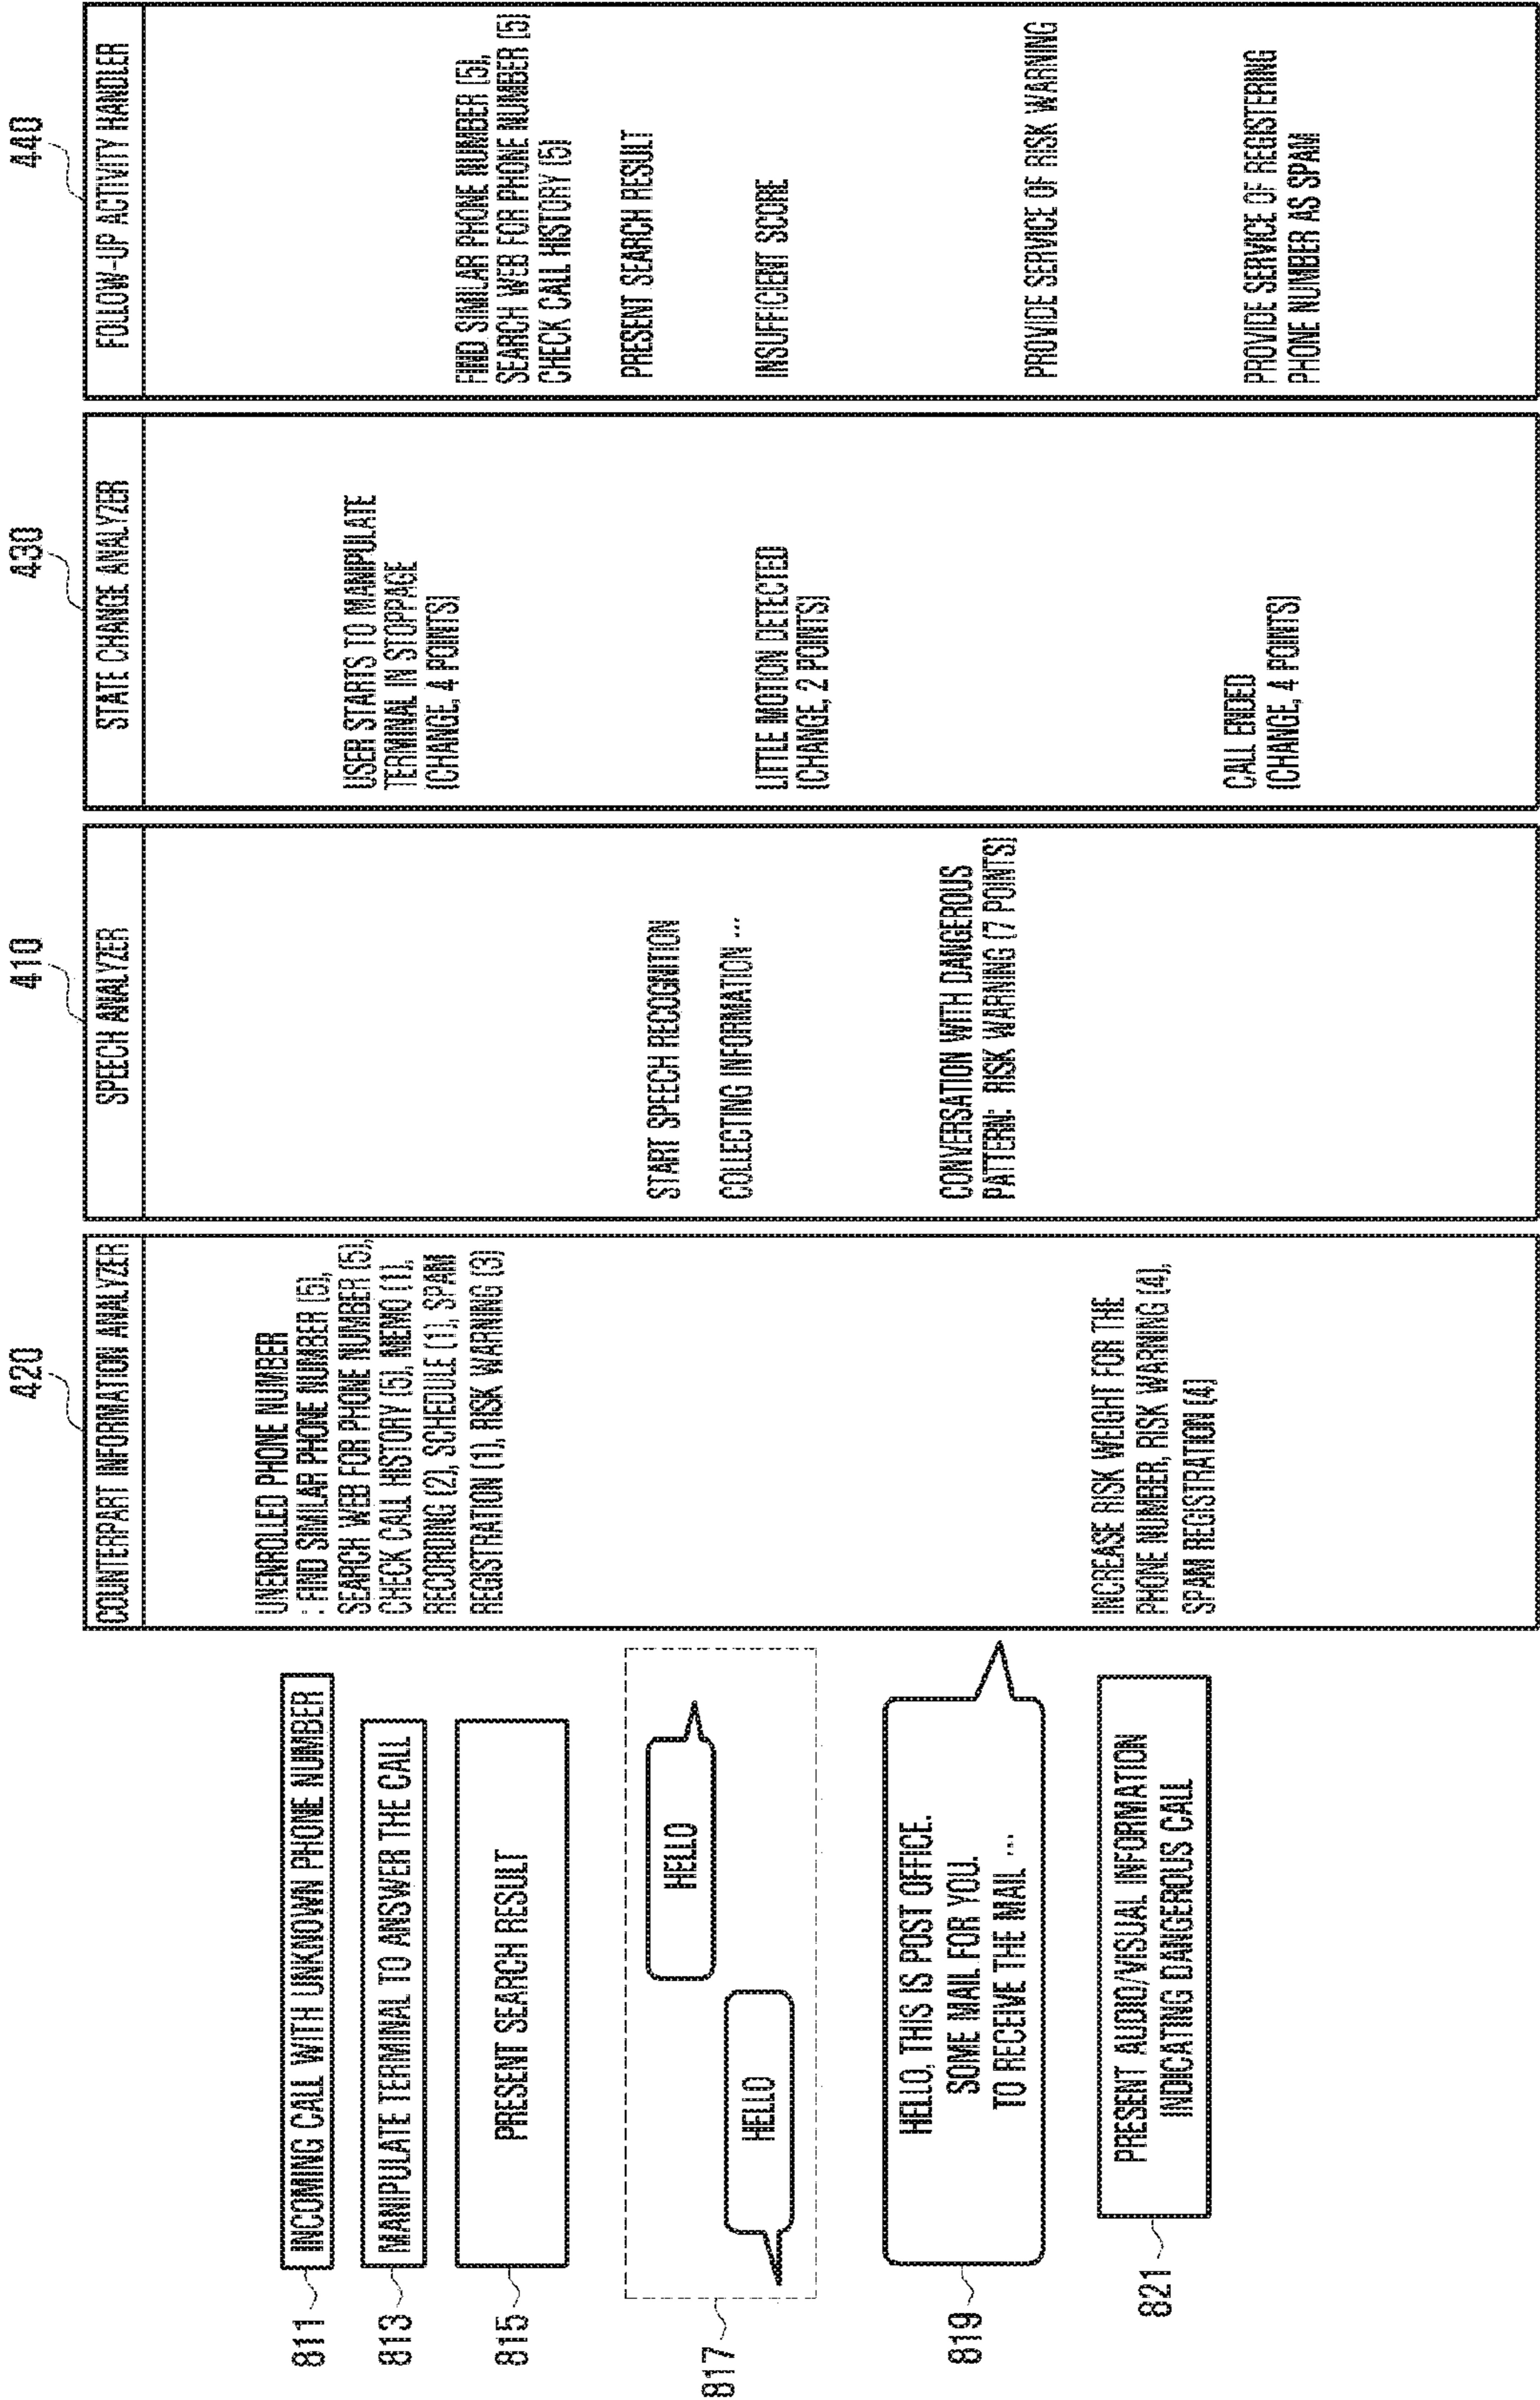 420
410
430
440
COUNTERPART INFORMATION ANALYZER
SPEECH ANALYZER
STATE CHANGE ANALYZER
FOLLOW-UP ACTIVITY HANDLER
811
INCOMING CALL WITH UNKNOWN PHONE NUMBER
813
MANIPULATE TERMINAL TO ANSWER THE CALL
815
PRESENT SEARCH RESULT
817
HELLO
HELLO
819
HELLO, THIS IS POST OFFICE.
SOME MAIL FOR YOU.
TO RECEIVE THE MAIL ...
821
PRESENT AUDIO/VISUAL INFORMATION
INDICATING DANGEROUS CALL
UNENROLLED PHONE NUMBER
: FIND SIMILAR PHONE NUMBER (5),
SEARCH WEB FOR PHONE NUMBER (5),
CHECK CALL HISTORY (5), MEMO (1),
RECORDING (2), SCHEDULE (1), SPAM
REGISTRATION (1), RISK WARNING (3)
INCREASE RISK WEIGHT FOR THE
PHONE NUMBER, RISK WARNING (4),
SPAM REGISTRATION (4)
START SPEECH RECOGNITION
COLLECTING INFORMATION ...
CONVERSATION WITH DANGEROUS
PATTERN: RISK WARNING (7 POINTS)
USER STARTS TO MANIPULATE
TERMINAL IN STOPPAGE
(CHANGE, 4 POINTS)
LITTLE MOTION DETECTED
(CHANGE, 2 POINTS)
CALL ENDED
(CHANGE, 4 POINTS)
FIND SIMILAR PHONE NUMBER (5),
SEARCH WEB FOR PHONE NUMBER (5)
CHECK CALL HISTORY (5)
PRESENT SEARCH RESULT
INSUFFICIENT SCORE
PROVIDE SERVICE OF RISK WARNING
PROVIDE SERVICE OF REGISTERING
PHONE NUMBER AS SPAM